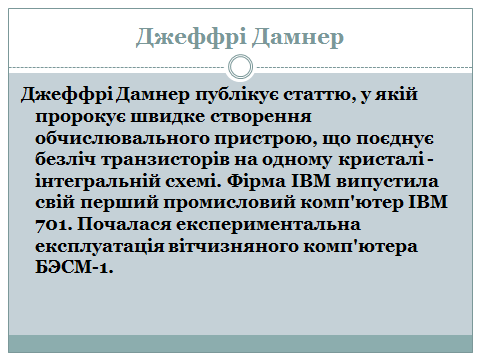 Джеффрі Дамнер
Джеффрі Дамнер публікує статтю, у якій
пророкує швидке створення
обчислювального пристрою, що поєднує
безліч транзисторів на одному кристалі -
інтегральній схемі. Фірма IBM випустила
свій перший промисловий комп'ютер IBM
701. Почалася експериментальна
експлуатація вітчизняного комп'ютера
БЭСМ-1.